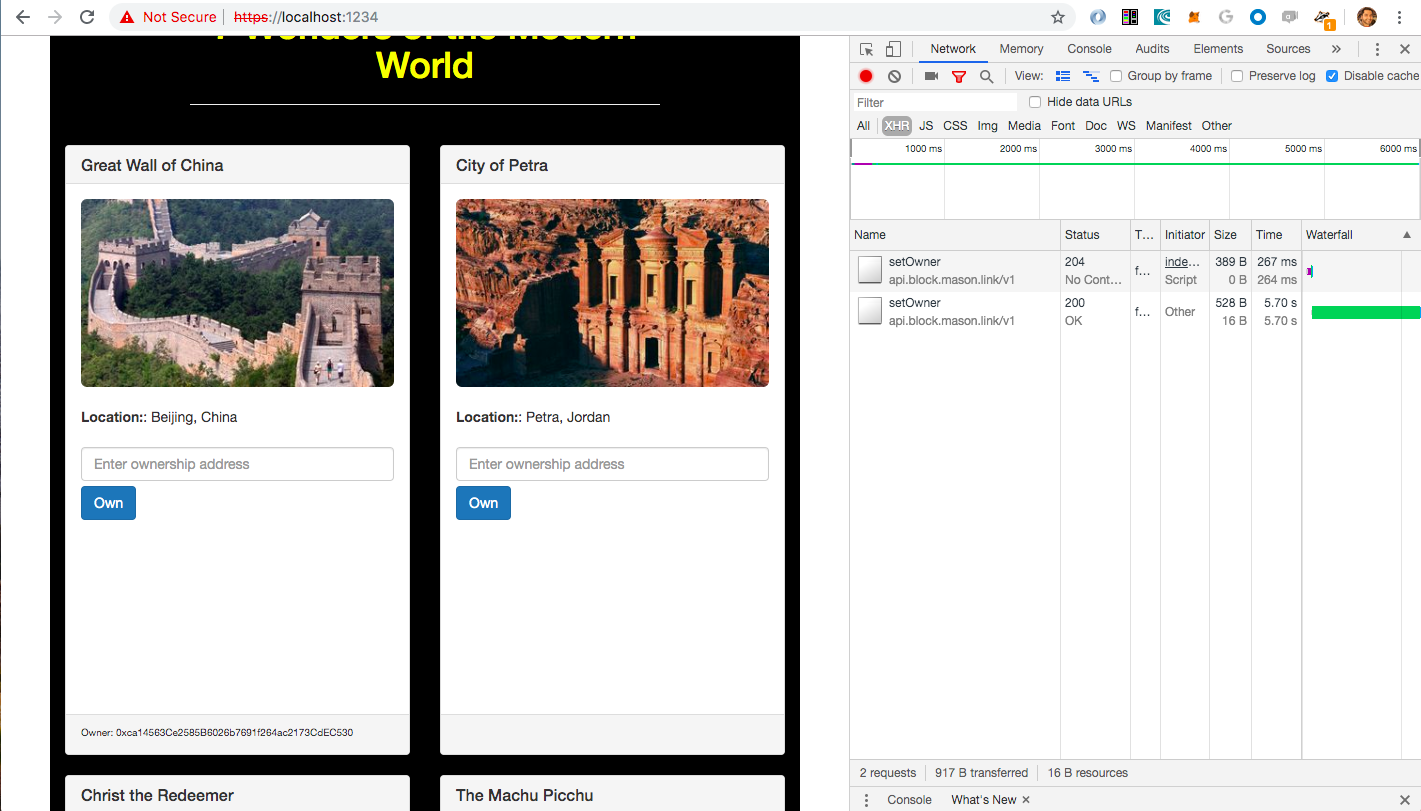 Not Secure
https://localhost:1234
1
7 Wonders of the Modern
World
Great Wall of China
City of Petra
Location:: Beijing, China
Location:: Petra, Jordan
Enter ownership address
Enter ownership address
Own
Own
Owner: 0xca14563Ce2585B6026b7691f264ac2173CdEC530
Christ the Redeemer
The Machu Picchu
Network Memory Console Audits Elements Sources »
View: Group by frame Preserve log Disable cache
Filter Hide data URLs
All XHR JS CSS Img Media Font Doc WS Manifest Other
1000 ms 2000 ms 3000 ms 4000 ms 5000 ms 6000 ms
Name Status T... Initiator Size Time Waterfall
setOwner 204 f... inde... 389 B 267 ms
api.block.mason.link/v1 No Cont... Script 0 B 264 ms
setOwner 200 f... Other 528 B 5.70 s
api.block.mason.link/v1 OK 16 B 5.70 s
2 requests 917 B transferred 16 B resources
Console What's New ×